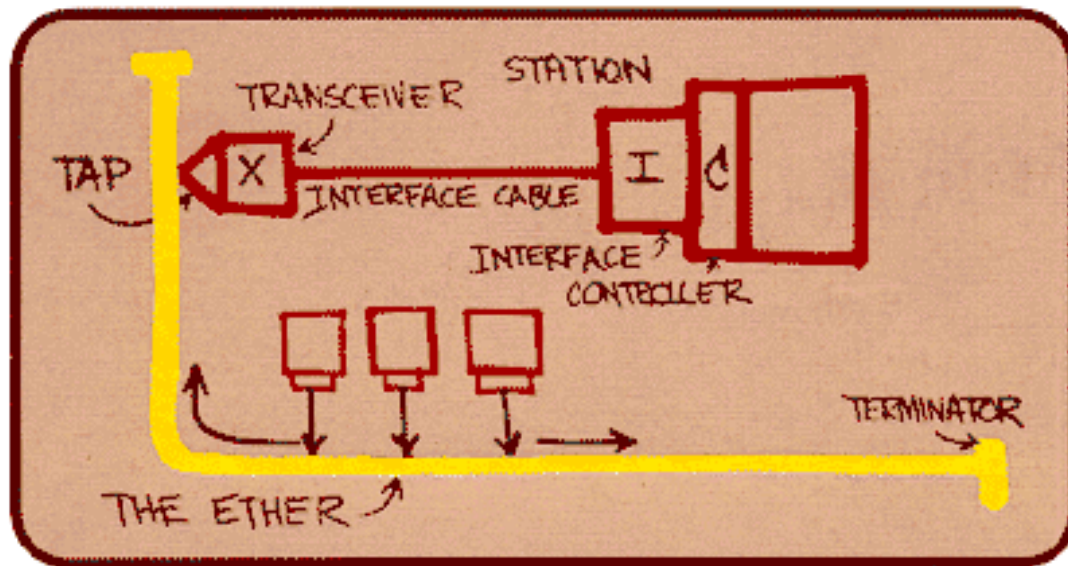 STATION
TRANSCEIVER
TAP
X
I
C
INTERFACE CABLE
INTERFACE
CONTROLLER
TERMINATOR
THE ETHER